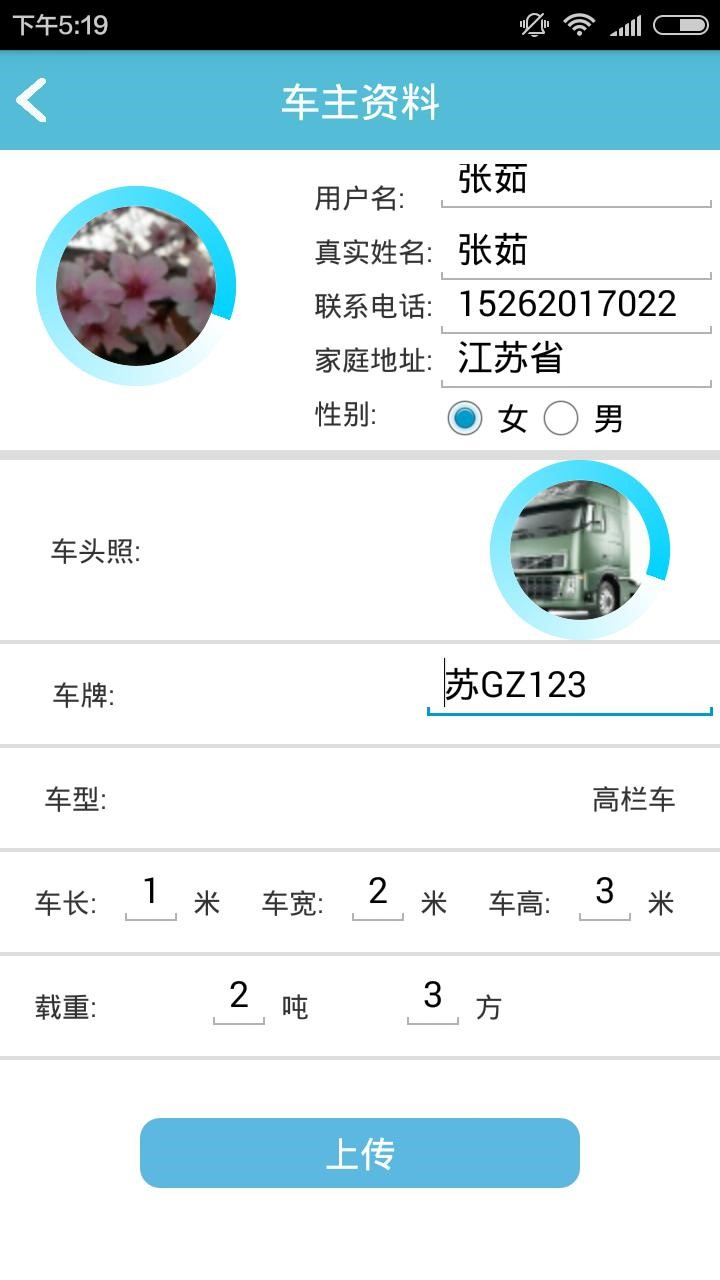 下午5:19
车主资料
用户名: 张茹
真实姓名: 张茹
联系电话: 15262017022
家庭地址: 江苏省
性别: 女 男
车头照:
车牌: 苏GZ123
车型: 高栏车
车长: 1 米 车宽: 2 米 车高: 3 米
载重: 2 吨 3 方
上传